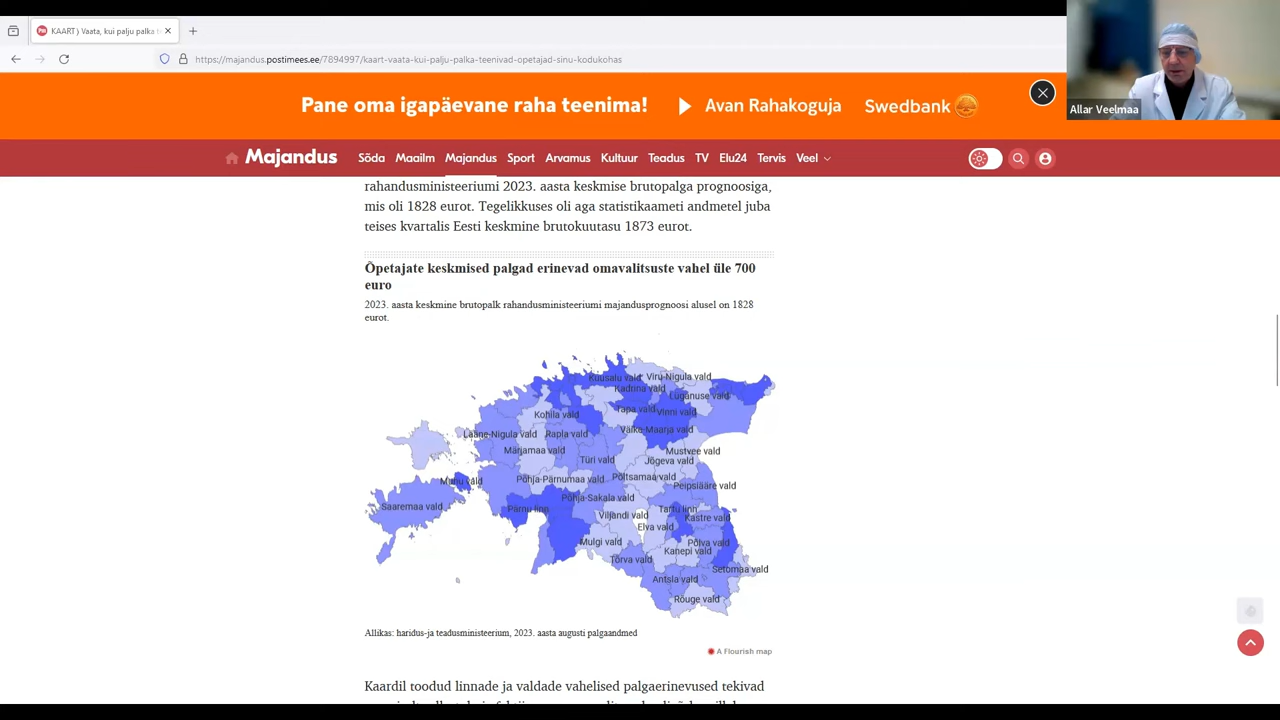 KAART) Vaata, kui palju palka t
https://majandus.postimees.ee/7894997/kaart-vaata-kui-palju-palka-teenivad-opetajad-sinu-kodukohas
Allar Veelmaa
Pane oma igapäevane raha teenima! Avan Rahakoguja Swedbank
Majandus Sõda Maailm Majandus Sport Arvamus Kultuur Teadus TV Elu24 Tervis Veel
rahandusministeeriumi 2023. aasta keskmise brutopalga prognoosiga,
mis oli 1828 eurot. Tegelikkuses oli aga statistikaameti andmetel juba
teises kvartalis Eesti keskmine brutokuutasu 1873 eurot.
Õpetajate keskmised palgad erinevad omavalitsuste vahel üle 700
euro
2023. aasta keskmine brutopalk rahandusministeeriumi majandusprognoosi alusel on 1828
eurot.
Kuusalu vald
Viru-Nigula vald
Kadrina vald
Lüganuse vald
Tapa vald
Vinni vald
Kohila vald
Väike-Maarja vald
Lääne-Nigula vald
Rapla vald
Märjamaa vald
Mustvee vald
Türi vald
Jõgeva vald
Põhja-Pärnumaa vald
Põltsamaa vald
Muhu vald
Peipsiääre vald
Põhja-Sakala vald
Saaremaa vald
Pärnu linn
Tartu linn
Viljandi vald
Kastre vald
Elva vald
Mulgi vald
Põlva vald
Kanepi vald
Tõrva vald
Setomaa vald
Antsla vald
Rõuge vald
Allikas: haridus-ja teadusministeerium, 2023. aasta augusti palgaandmed
A Flourish map
Kaardil toodud linnade ja valdade vahelised palgaerinevused tekivad